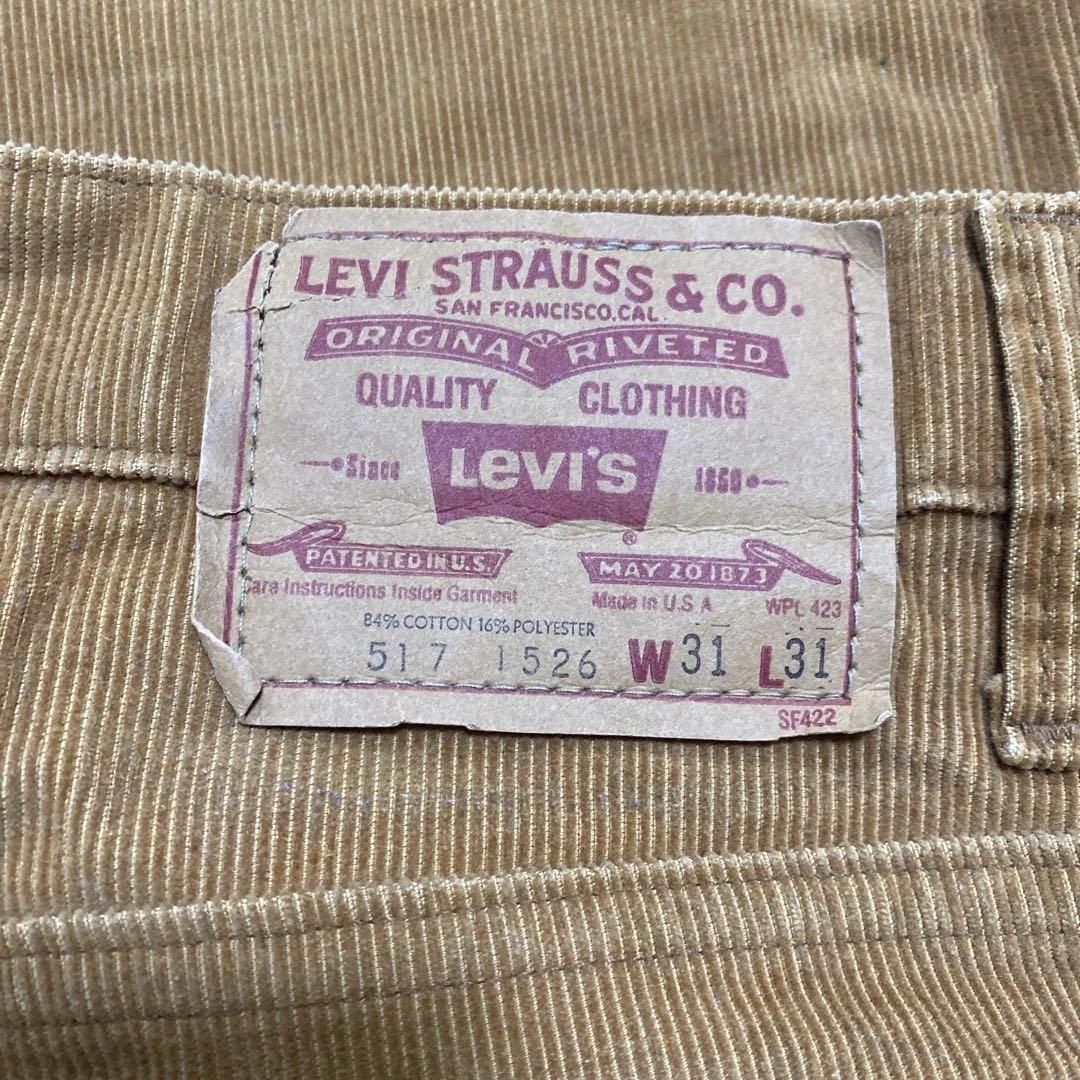 LEVI STRAUSS & CO.
SAN FRANCISCO, CAL.
ORIGINAL RIVETED
QUALITY CLOTHING
Since LEVI'S 1850
®
PATENTED IN U.S. MAY 20 1873
Care Instructions Inside Garment Made in U.S.A. WPL 423
84% COTTON 16% POLYESTER
517 1526 W31 L31
SF422